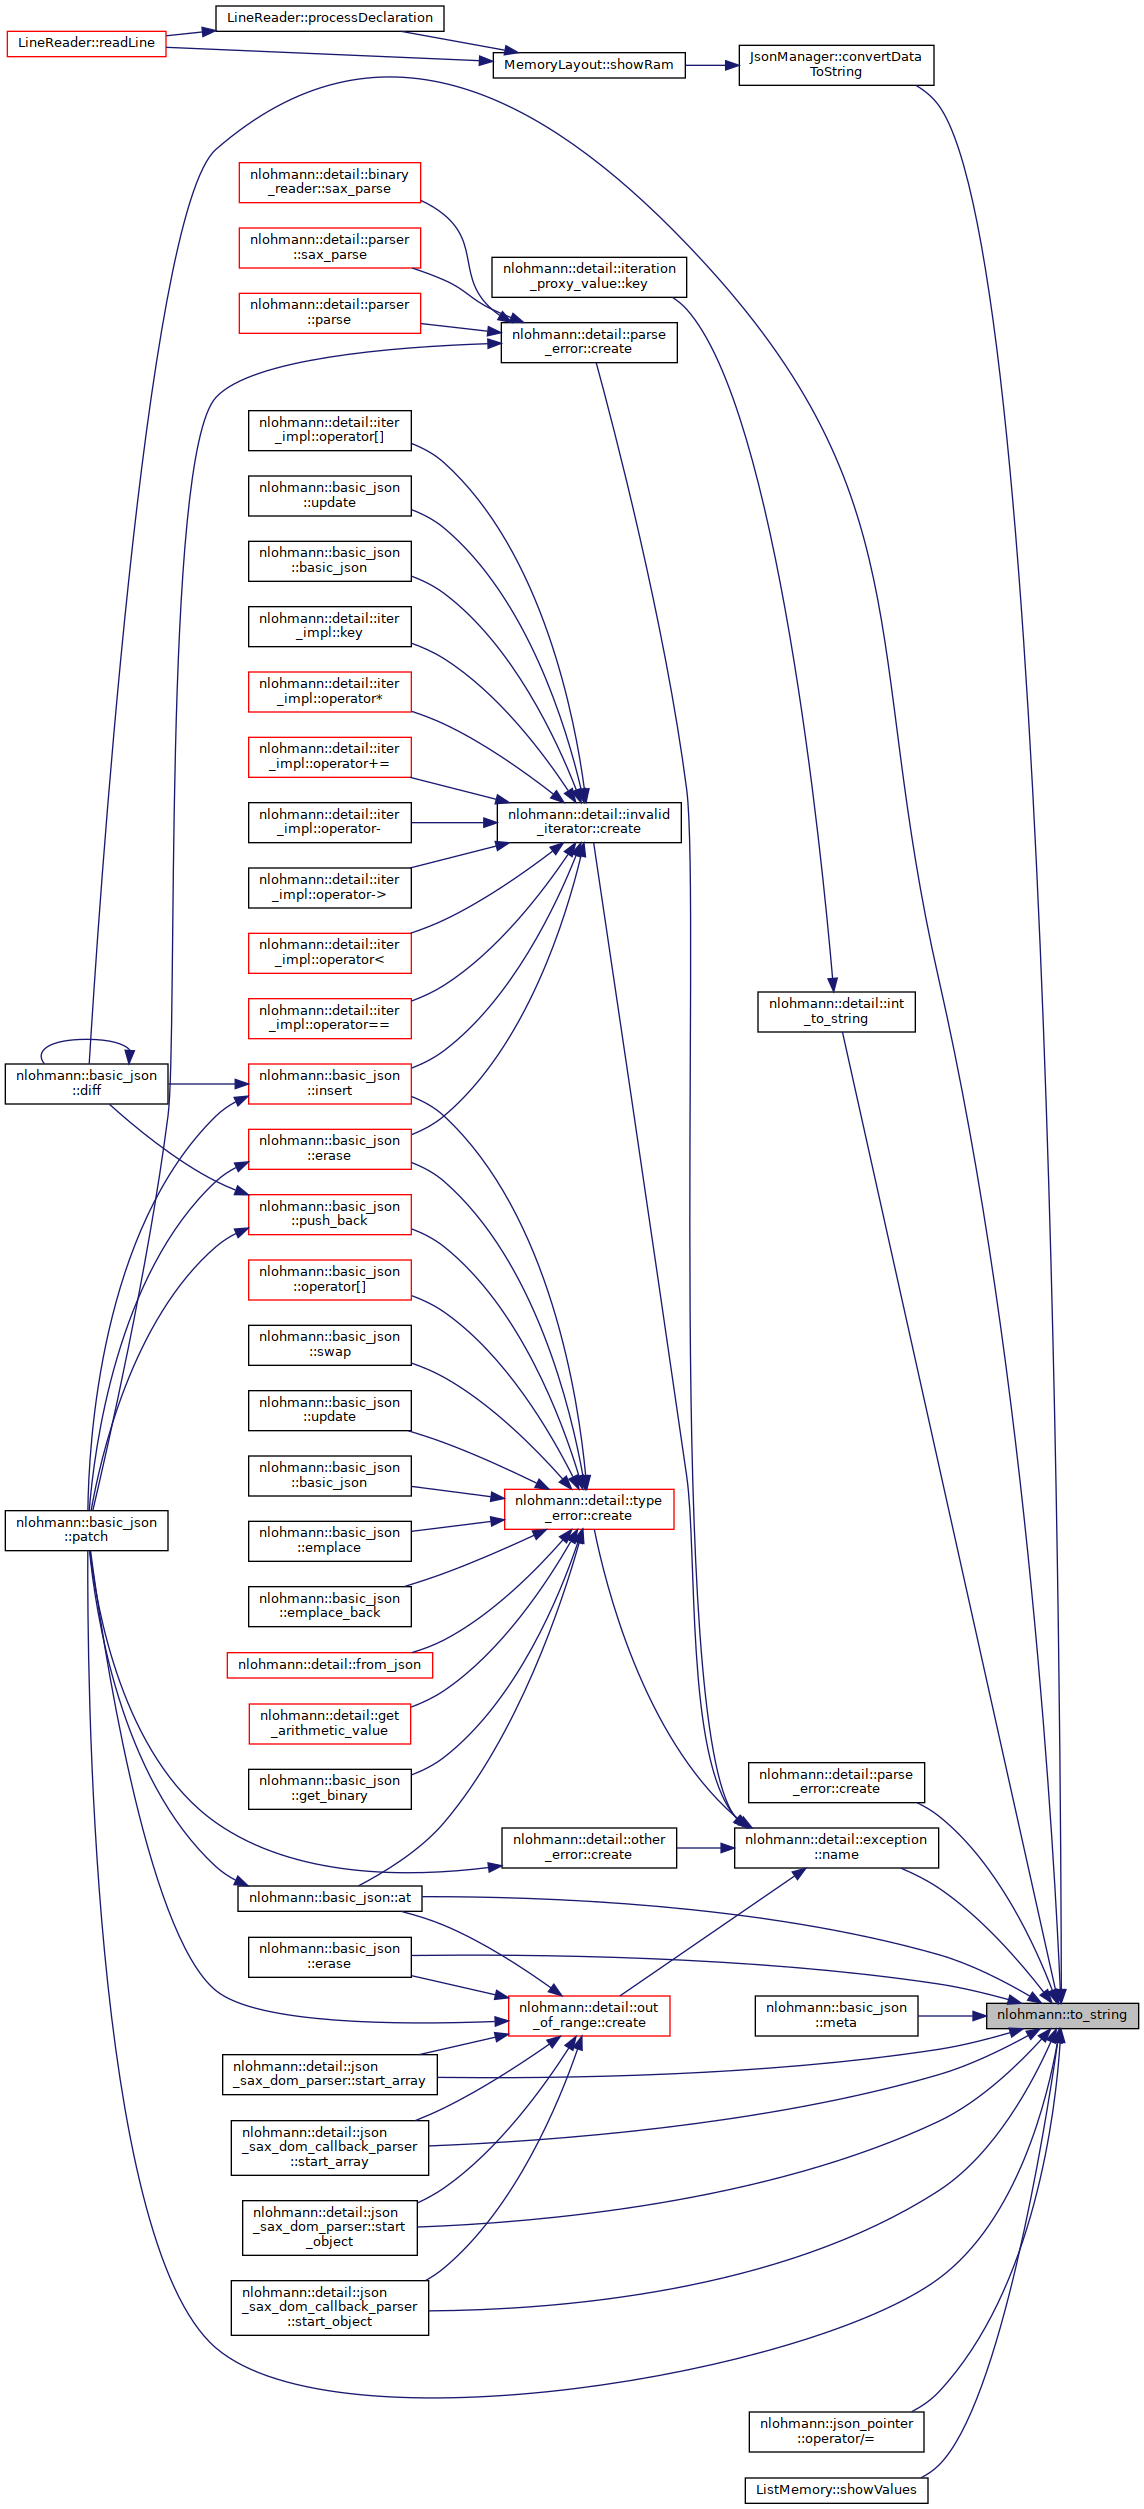 LineReader::processDeclaration
LineReader::readLine
MemoryLayout::showRam
JsonManager::convertData
ToString
nlohmann::detail::binary
_reader::sax_parse
nlohmann::detail::parser
::sax_parse
nlohmann::detail::iteration
_proxy_value::key
nlohmann::detail::parser
::parse
nlohmann::detail::parse
_error::create
nlohmann::detail::iter
_impl::operator[]
nlohmann::basic_json
::update
nlohmann::basic_json
::basic_json
nlohmann::detail::iter
_impl::key
nlohmann::detail::iter
_impl::operator*
nlohmann::detail::iter
_impl::operator+=
nlohmann::detail::iter
_impl::operator-
nlohmann::detail::invalid
_iterator::create
nlohmann::detail::iter
_impl::operator->
nlohmann::detail::iter
_impl::operator<
nlohmann::detail::int
_to_string
nlohmann::detail::iter
_impl::operator==
nlohmann::basic_json
::diff
nlohmann::basic_json
::insert
nlohmann::basic_json
::erase
nlohmann::basic_json
::push_back
nlohmann::basic_json
::operator[]
nlohmann::basic_json
::swap
nlohmann::basic_json
::update
nlohmann::basic_json
::basic_json
nlohmann::detail::type
_error::create
nlohmann::basic_json
::patch
nlohmann::basic_json
::emplace
nlohmann::basic_json
::emplace_back
nlohmann::detail::from_json
nlohmann::detail::get
_arithmetic_value
nlohmann::basic_json
::get_binary
nlohmann::detail::parse
_error::create
nlohmann::detail::other
_error::create
nlohmann::detail::exception
::name
nlohmann::basic_json::at
nlohmann::basic_json
::erase
nlohmann::detail::out
_of_range::create
nlohmann::basic_json
::meta
nlohmann::to_string
nlohmann::detail::json
_sax_dom_parser::start_array
nlohmann::detail::json
_sax_dom_callback_parser
::start_array
nlohmann::detail::json
_sax_dom_parser::start
_object
nlohmann::detail::json
_sax_dom_callback_parser
::start_object
nlohmann::json_pointer
::operator/=
ListMemory::showValues